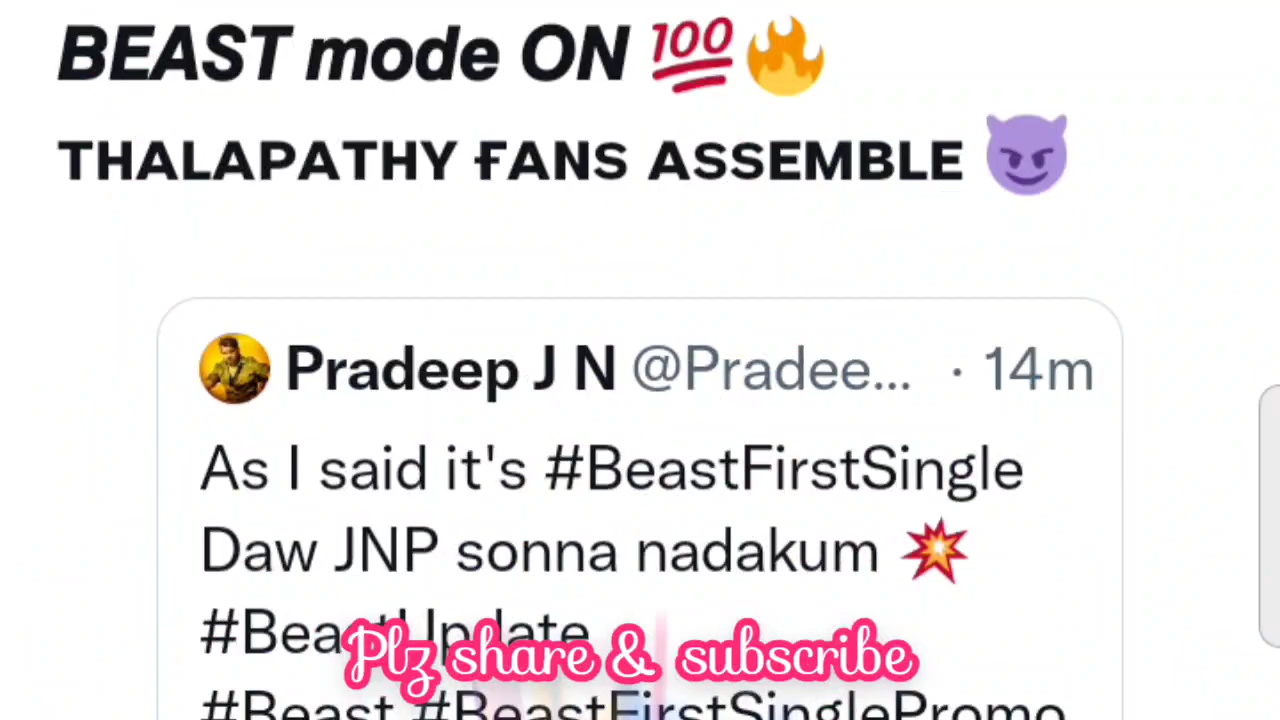 BEAST mode ON 💯🔥
THALAPATHY FANS ASSEMBLE 😈
Pradeep J N @Pradee... · 14m
As I said it's #BeastFirstSingle
Daw JNP sonna nadakum 💥
#BeastUpdate
Plz share & subscribe
#Beast #BeastFirstSinglePromo